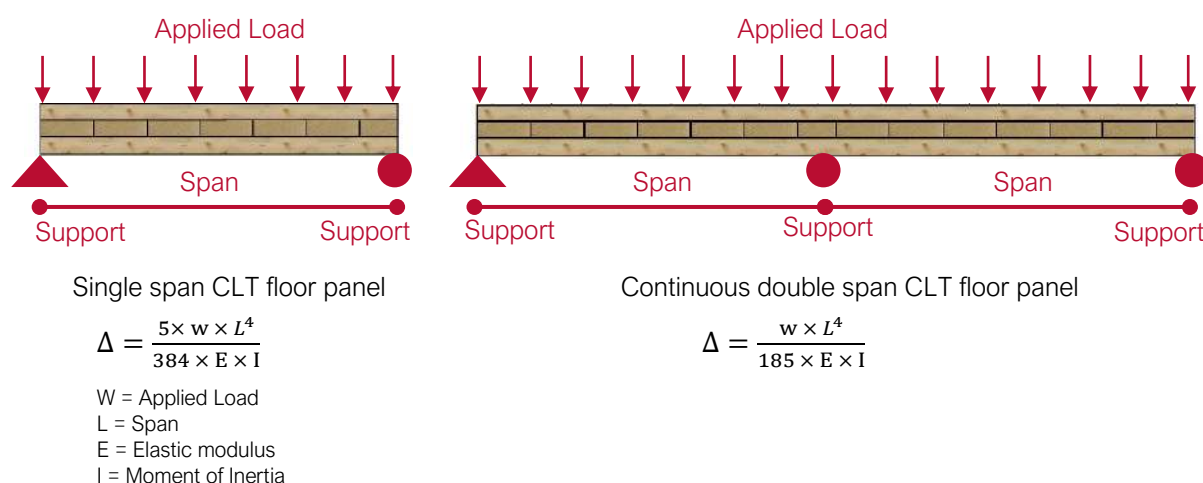 Applied Load
Span
Support Support
Single span CLT floor panel
Δ = 5× w × L⁴ / 384 × E × I
W = Applied Load
L = Span
E = Elastic modulus
I = Moment of Inertia
Applied Load
Span Span
Support Support Support
Continuous double span CLT floor panel
Δ = w × L⁴ / 185 × E × I